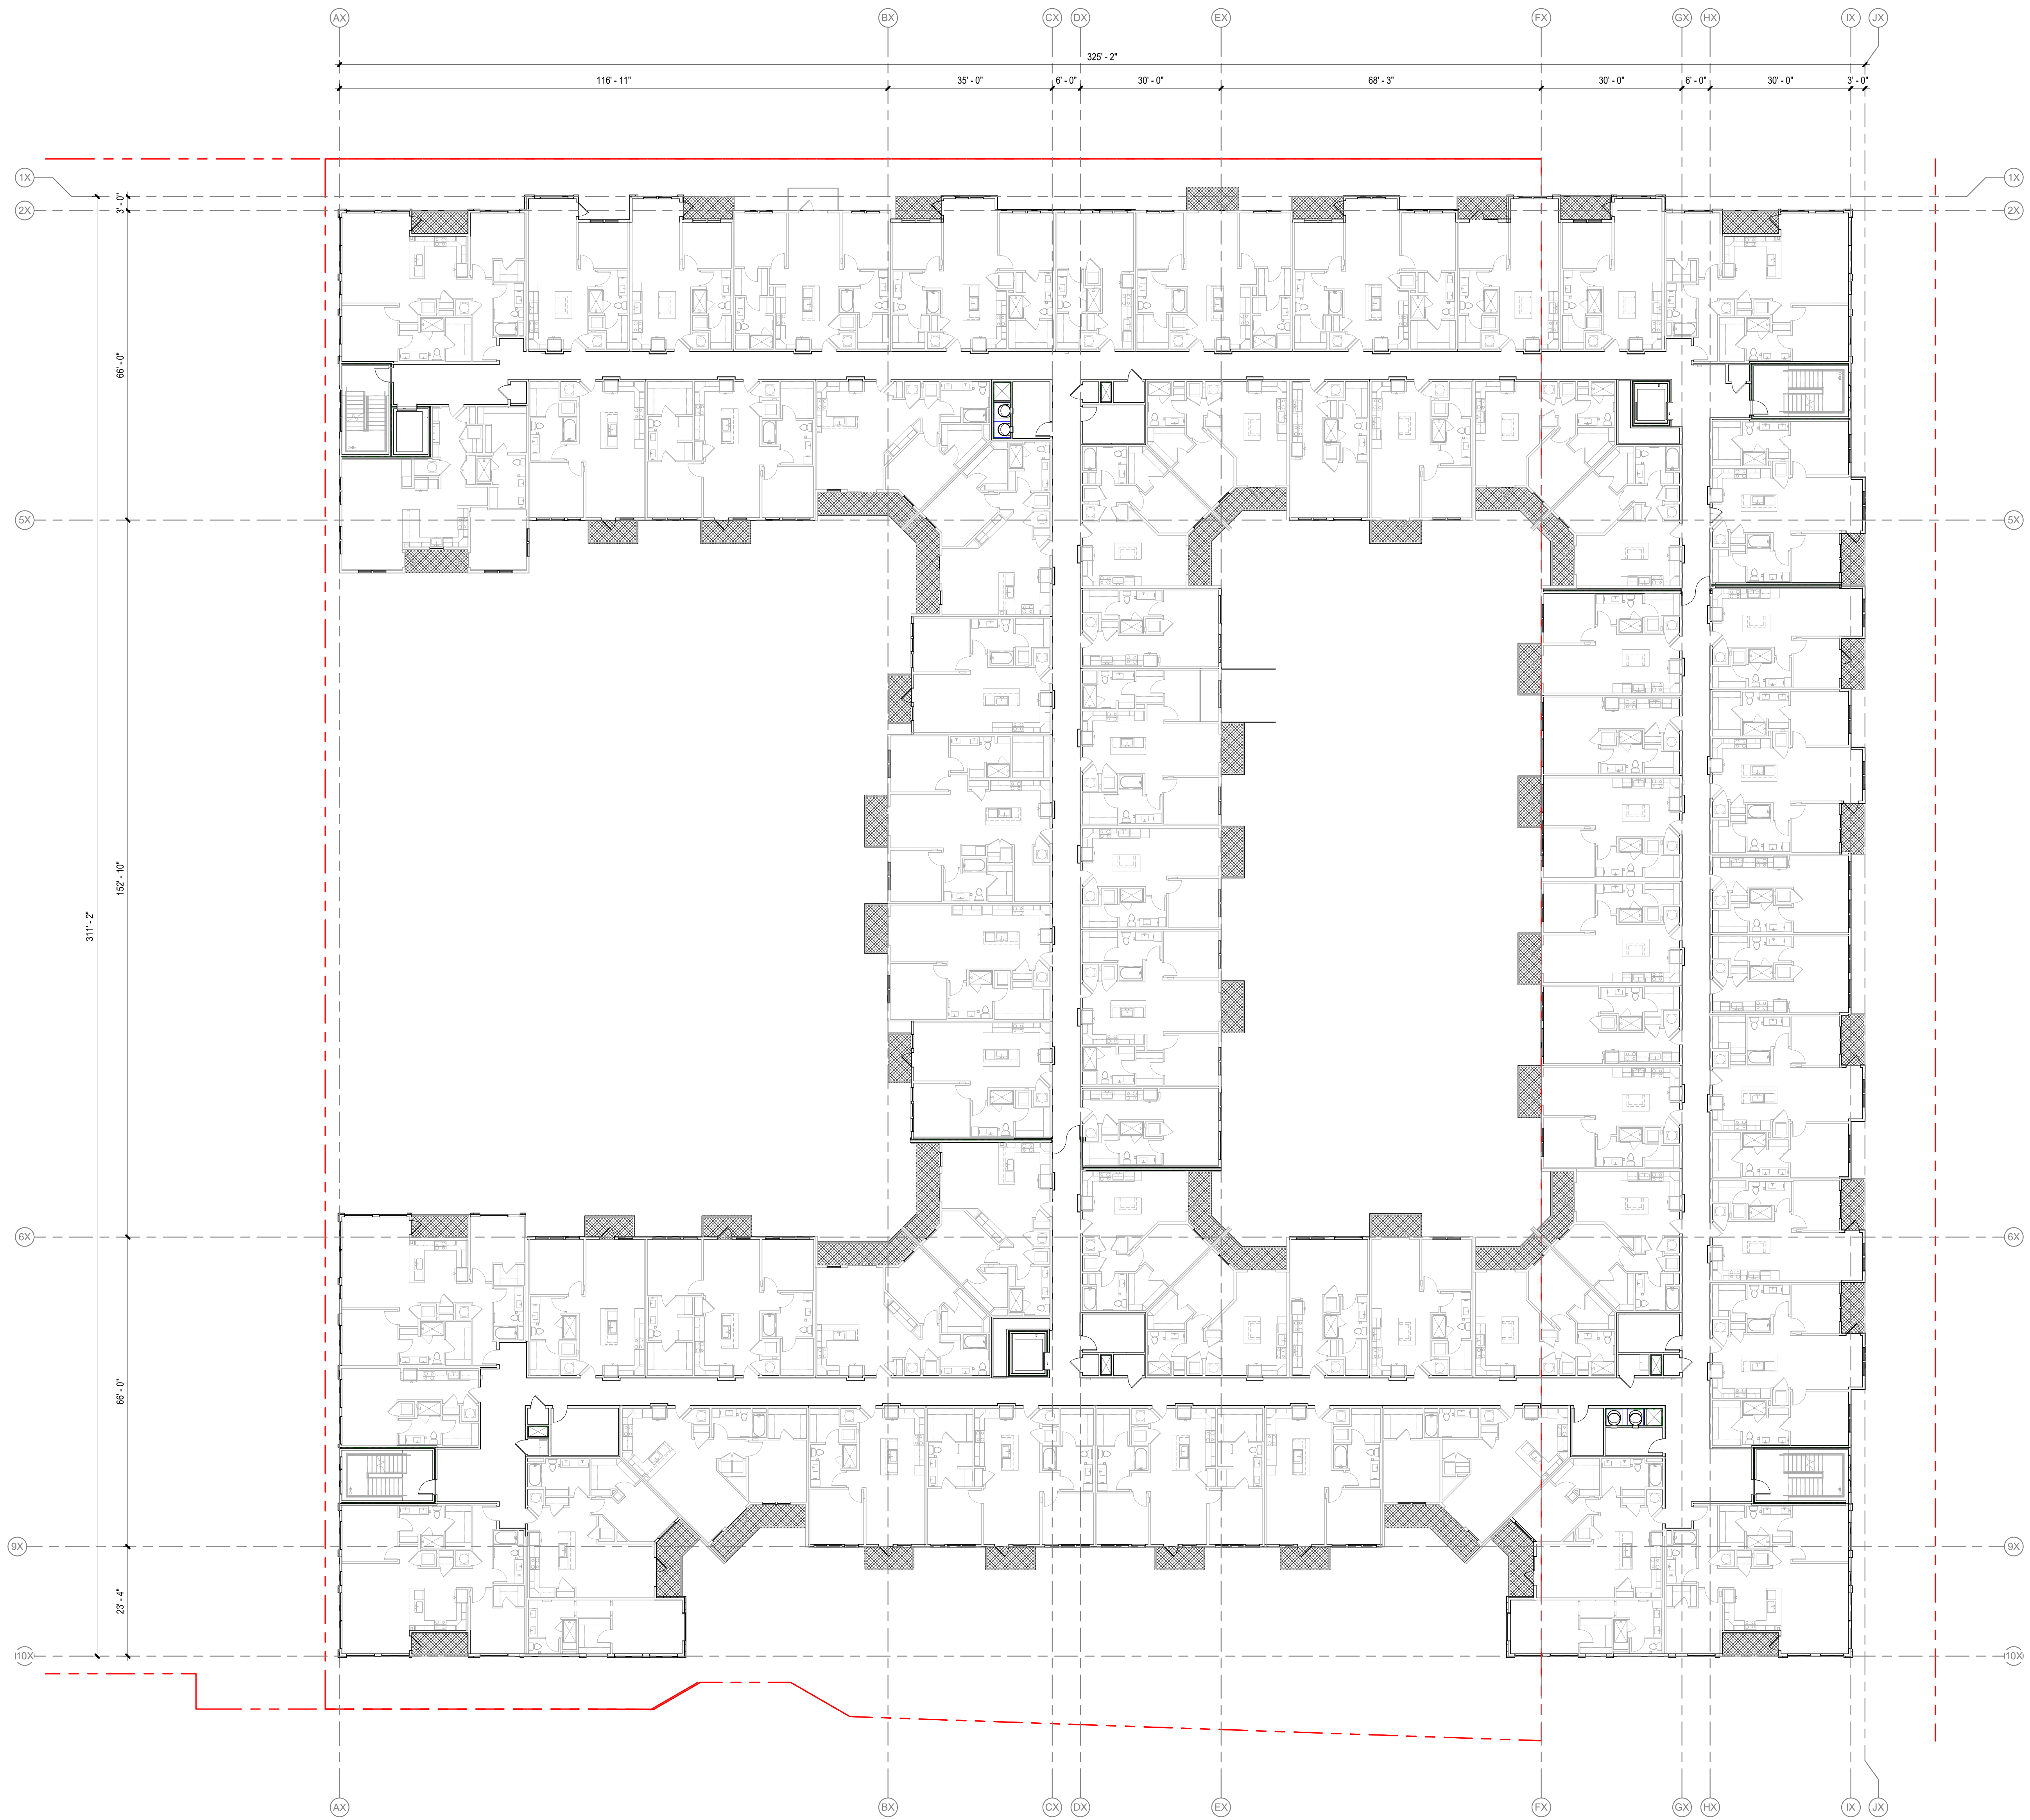 AX BX CX DX EX FX GX HX IX JX
325' - 2"
116' - 11" 35' - 0" 6' - 0" 30' - 0" 68' - 3" 30' - 0" 6' - 0" 30' - 0" 3' - 0"
1X 1X
3' - 0"
2X 2X
66' - 0"
5X 5X
152' - 10"
311' - 2"
6X 6X
66' - 0"
9X 9X
23' - 4"
10X 10X
AX BX CX DX EX FX GX HX IX JX